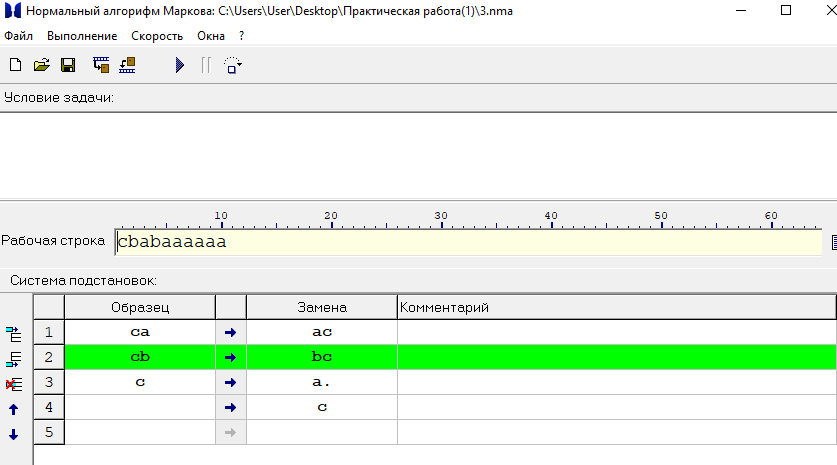 Нормальный алгорифм Маркова: C:\Users\User\Desktop\Практическая работа(1)\3.nma
Файл Выполнение Скорость Окна ?
Условие задачи:
10 20 30 40 50 60
Рабочая строка cbabaaaaaa
Система подстановок:
Образец Замена Комментарий
1 ca → ac
2 cb → bc
3 c → a.
4 → c
5 →